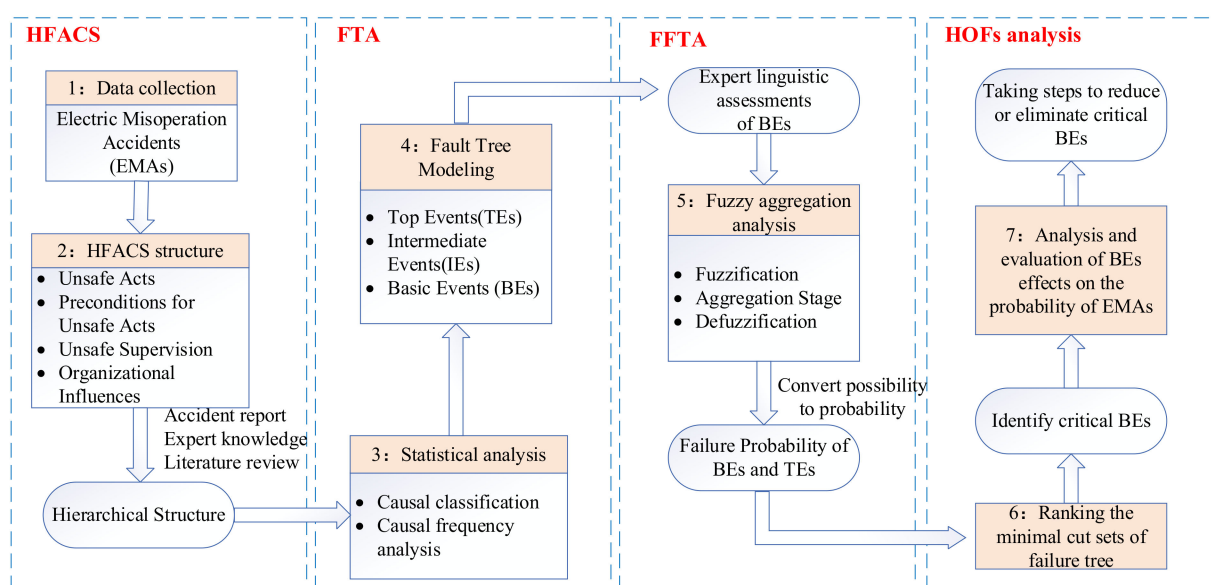 HFACS
1：Data collection
Electric Misoperation
Accidents
(EMAs)
2：HFACS structure
• Unsafe Acts
• Preconditions for
Unsafe Acts
• Unsafe Supervision
• Organizational
Influences
Accident report
Expert knowledge
Literature review
Hierarchical Structure
FTA
4：Fault Tree
Modeling
• Top Events(TEs)
• Intermediate
Events(IEs)
• Basic Events (BEs)
3：Statistical analysis
• Causal classification
• Causal frequency
analysis
FFTA
Expert linguistic
assessments
of BEs
5：Fuzzy aggregation
analysis
• Fuzzification
• Aggregation Stage
• Defuzzification
Convert possibility
to probability
Failure Probability of
BEs and TEs
HOFs analysis
Taking steps to reduce
or eliminate critical
BEs
7：Analysis and
evaluation of BEs
effects on the
probability of EMAs
Identify critical BEs
6：Ranking the
minimal cut sets of
failure tree